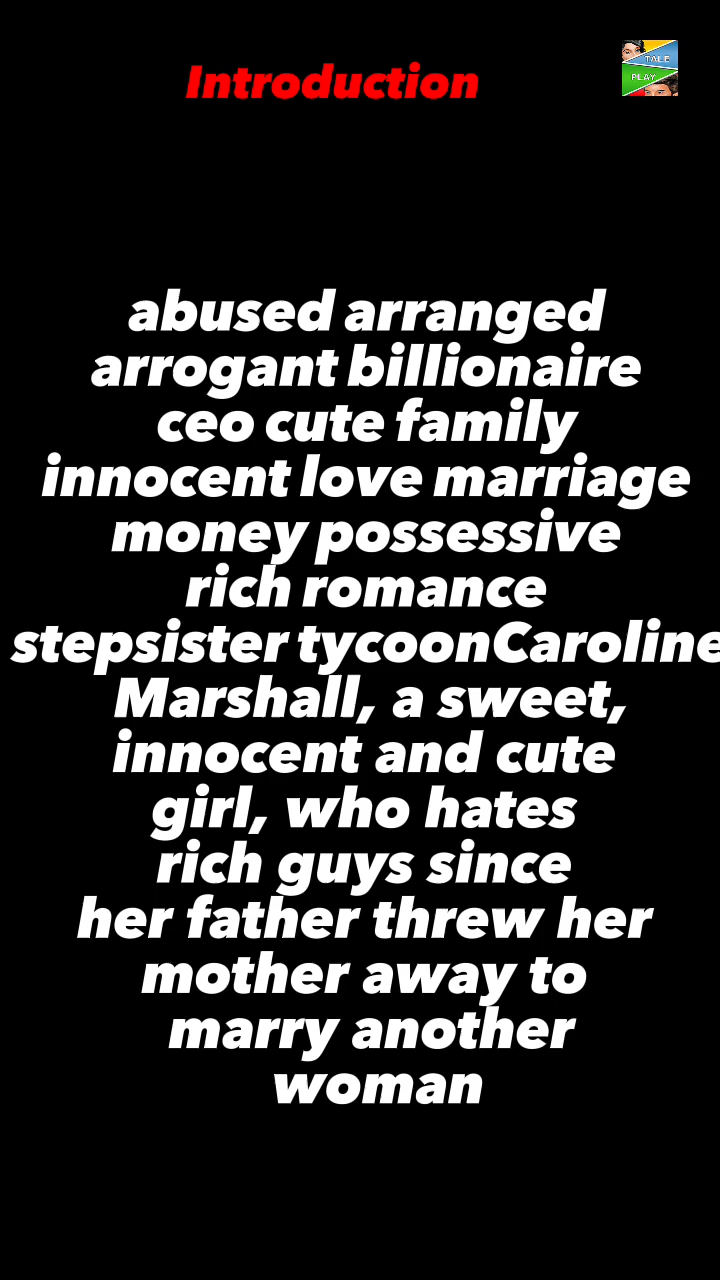 Introduction
TALE
PLAY
abused arranged
arrogant billionaire
ceo cute family
innocent love marriage
money possessive
rich romance
stepsister tycoonCaroline
Marshall, a sweet,
innocent and cute
girl, who hates
rich guys since
her father threw her
mother away to
marry another
woman